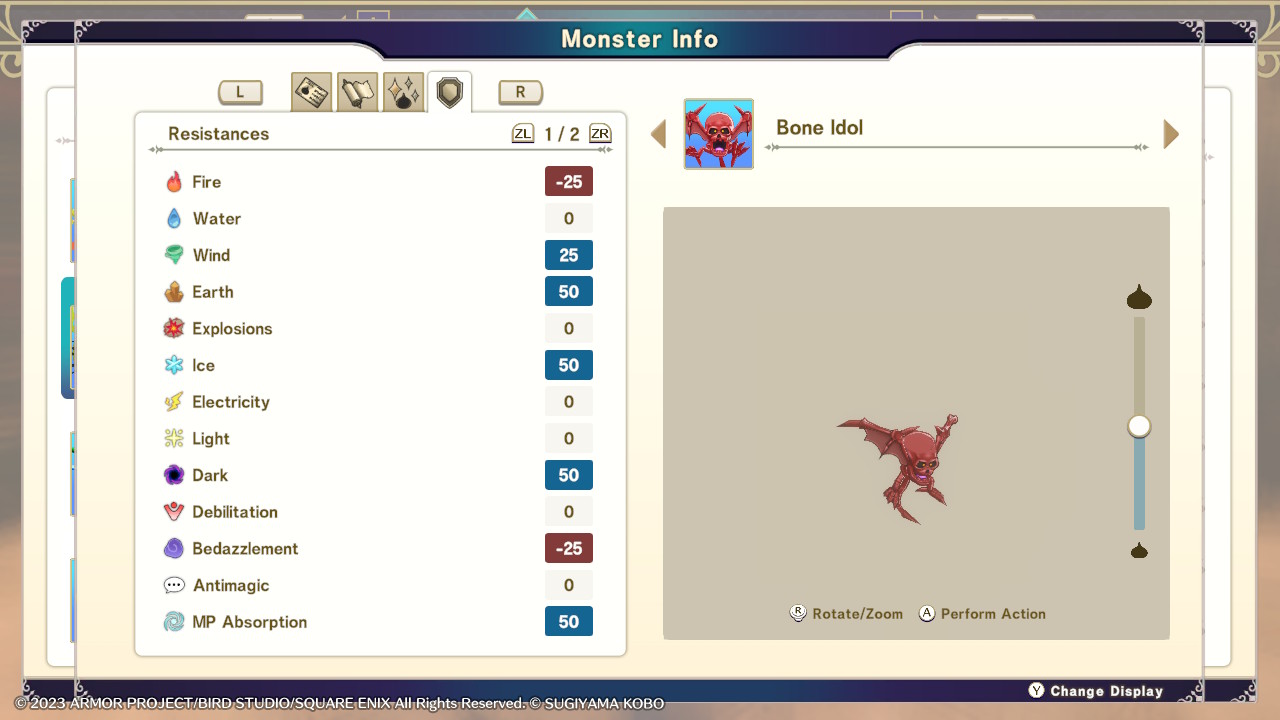 Monster Info
L R
Resistances ZL 1 / 2 ZR
Bone Idol
Fire -25
Water 0
Wind 25
Earth 50
Explosions 0
Ice 50
Electricity 0
Light 0
Dark 50
Debilitation 0
Bedazzlement -25
Antimagic 0
MP Absorption 50
R Rotate/Zoom A Perform Action
Y Change Display
© 2023 ARMOR PROJECT/BIRD STUDIO/SQUARE ENIX All Rights Reserved. © SUGIYAMA KOBO